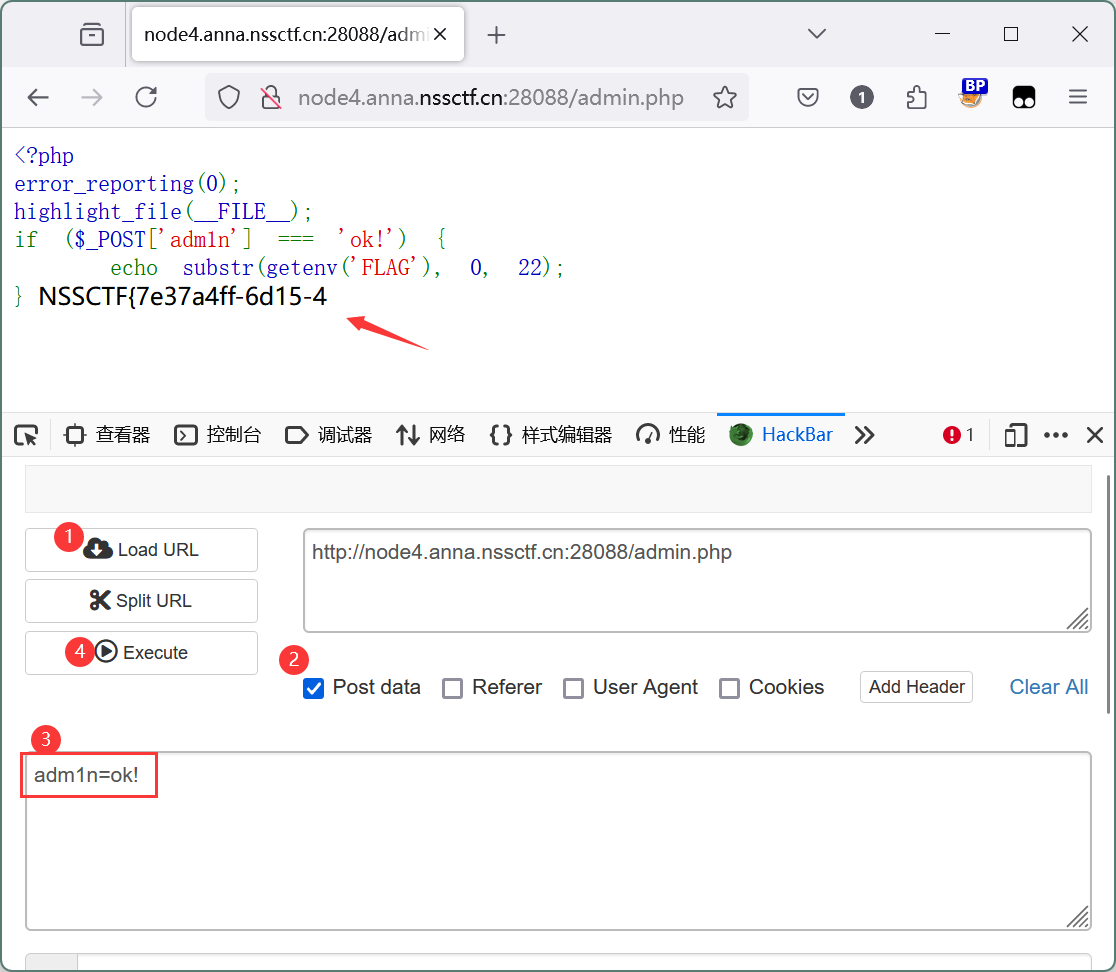 node4.anna.nssctf.cn:28088/adm
node4.anna.nssctf.cn:28088/admin.php
1
BP
<?php
error_reporting(0);
highlight_file(__FILE__);
if ($_POST['adm1n'] === 'ok!') {
echo substr(getenv('FLAG'), 0, 22);
} NSSCTF{7e37a4ff-6d15-4
查看器 控制台 调试器 网络 样式编辑器 性能 HackBar 1
1 Load URL
http://node4.anna.nssctf.cn:28088/admin.php
Split URL
4 Execute
2
Post data Referer User Agent Cookies Add Header Clear All
3
adm1n=ok!